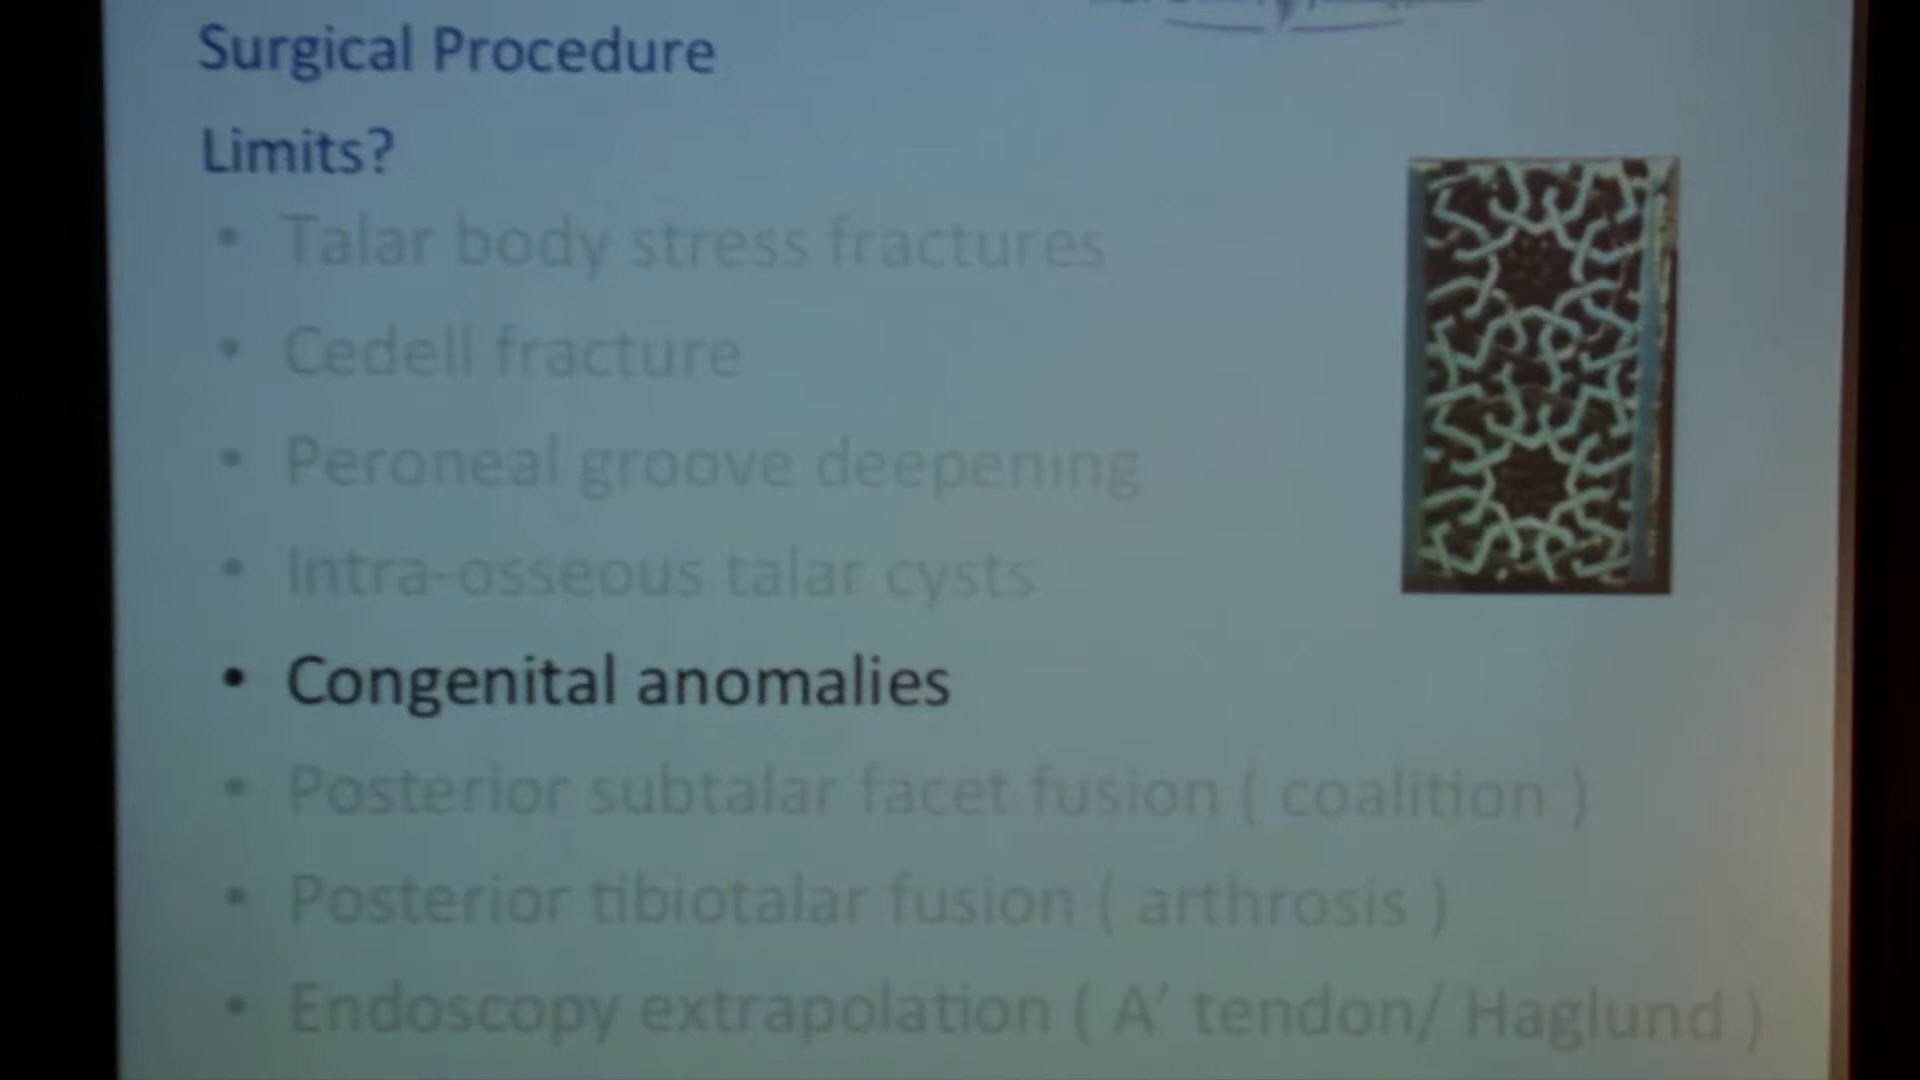 Surgical Procedure
Limits?
• Talar body stress fractures
• Cedell fracture
• Peroneal groove deepening
• Intra-osseous talar cysts
• Congenital anomalies
• Posterior subtalar facet fusion ( coalition )
• Posterior tibiotalar fusion ( arthrosis )
• Endoscopy extrapolation ( A' tendon/ Haglund )